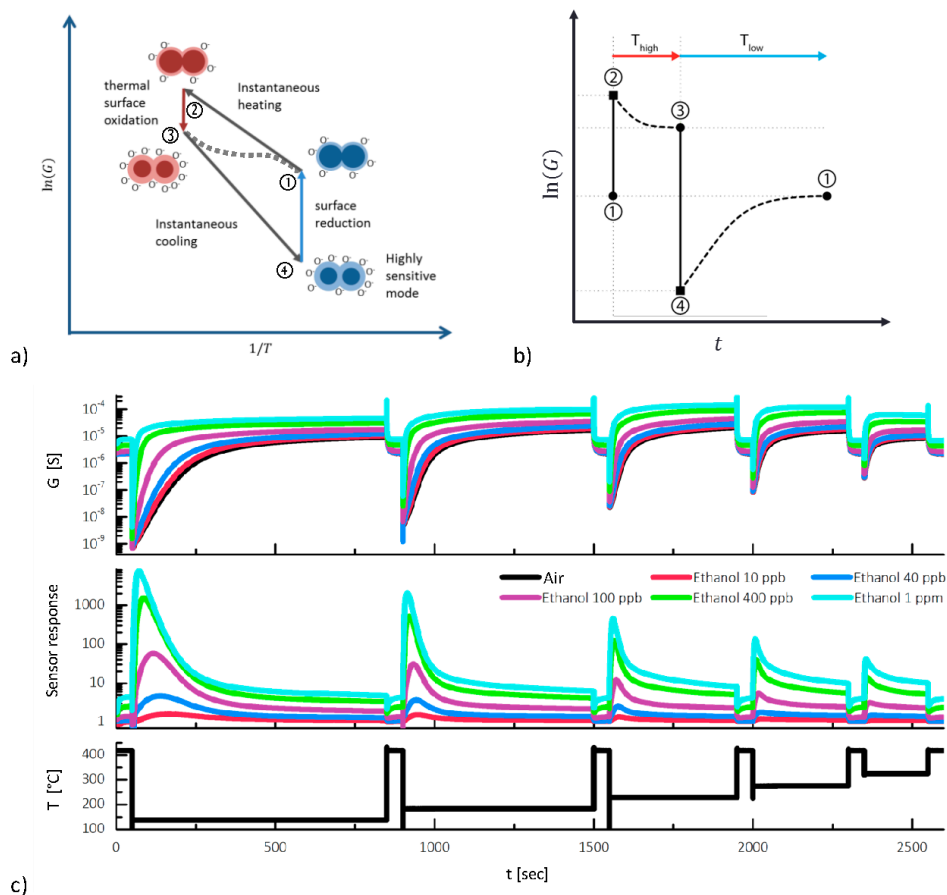 ln(G)
1/T
thermal
surface
oxidation
Instantaneous
heating
O⁻ O⁻
O⁻ O⁻
②
③
①
④
O⁻ O⁻ O⁻ O⁻
O⁻ O⁻
O⁻ O⁻ O⁻ O⁻
O⁻ O⁻
O⁻ O⁻
surface
reduction
Instantaneous
cooling
O⁻ O⁻ O⁻ O⁻
O⁻ O⁻
O⁻ O⁻ O⁻ O⁻
Highly
sensitive
mode
a)
T high
T low
②
③
①
①
④
ln(G)
t
b)
G [S]
10⁻⁴
10⁻⁵
10⁻⁶
10⁻⁷
10⁻⁸
10⁻⁹
Sensor response
1000
100
10
1
Air
Ethanol 10 ppb
Ethanol 40 ppb
Ethanol 100 ppb
Ethanol 400 ppb
Ethanol 1 ppm
T [°C]
400
300
200
100
0 500 1000 1500 2000 2500
t [sec]
c)